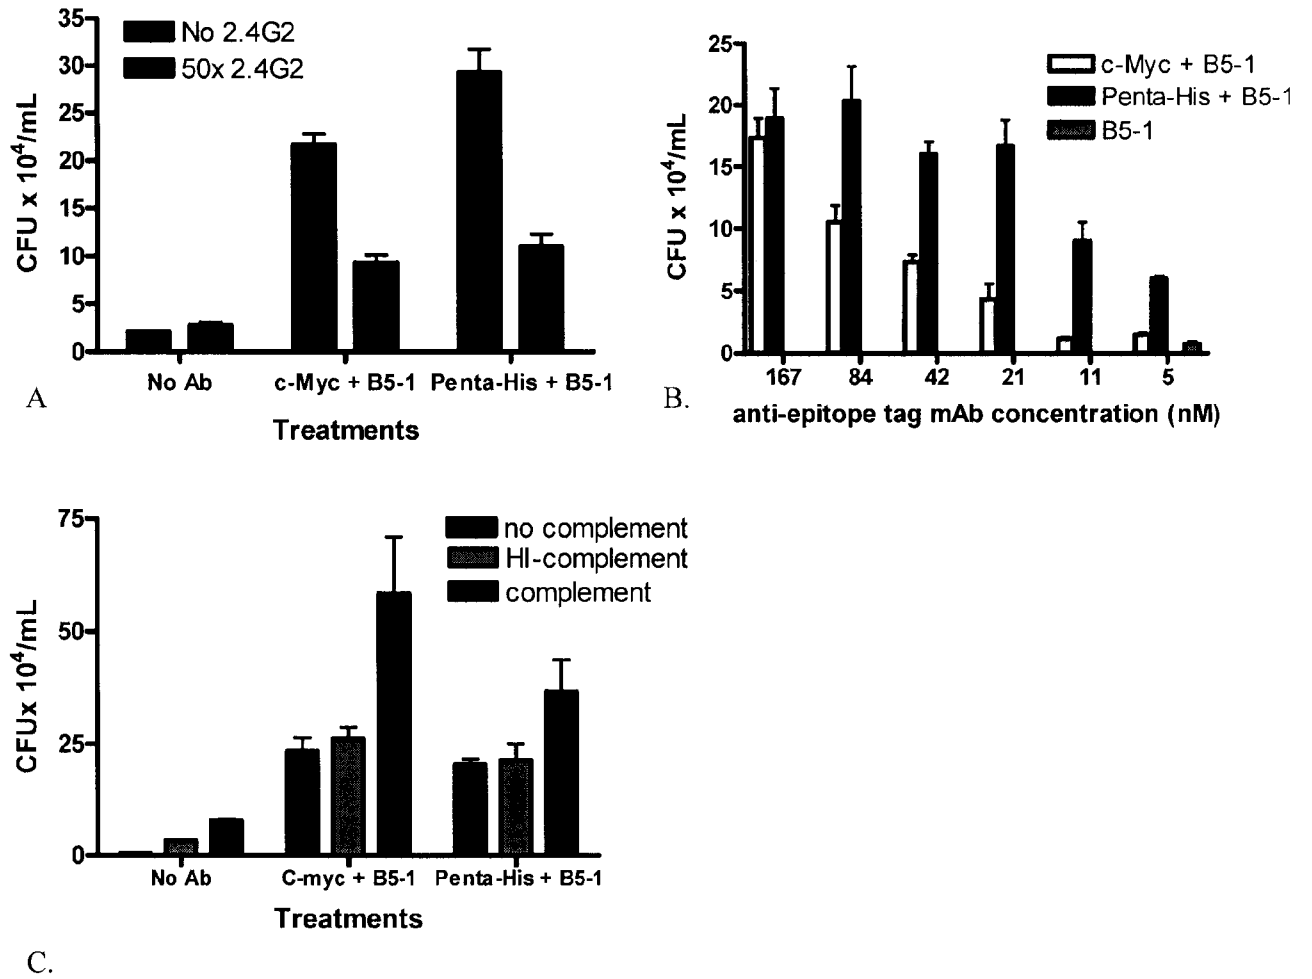 35
30
25
20
15
10
5
0
CFU x 10⁴/mL
No 2.4G2
50x 2.4G2
No Ab
c-Myc + B5-1
Penta-His + B5-1
Treatments
A
25
20
15
10
5
0
CFU x 10⁴/mL
c-Myc + B5-1
Penta-His + B5-1
B5-1
167
84
42
21
11
5
anti-epitope tag mAb concentration (nM)
B.
75
50
25
0
CFUx 10⁴/mL
no complement
HI-complement
complement
No Ab
C-myc + B5-1
Penta-His + B5-1
Treatments
C.